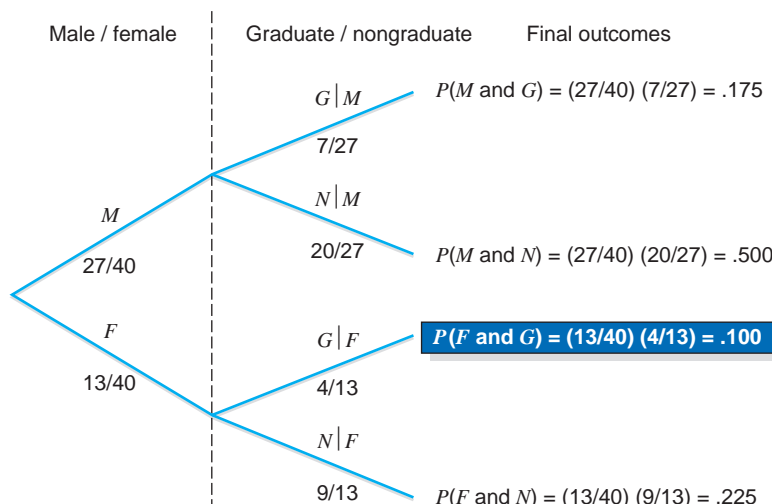 Male / female Graduate / nongraduate Final outcomes
G|M P(M and G) = (27/40) (7/27) = .175
7/27
M N|M
27/40 20/27 P(M and N) = (27/40) (20/27) = .500
F G|F P(F and G) = (13/40) (4/13) = .100
13/40 4/13
N|F
9/13 P(F and N) = (13/40) (9/13) = .225